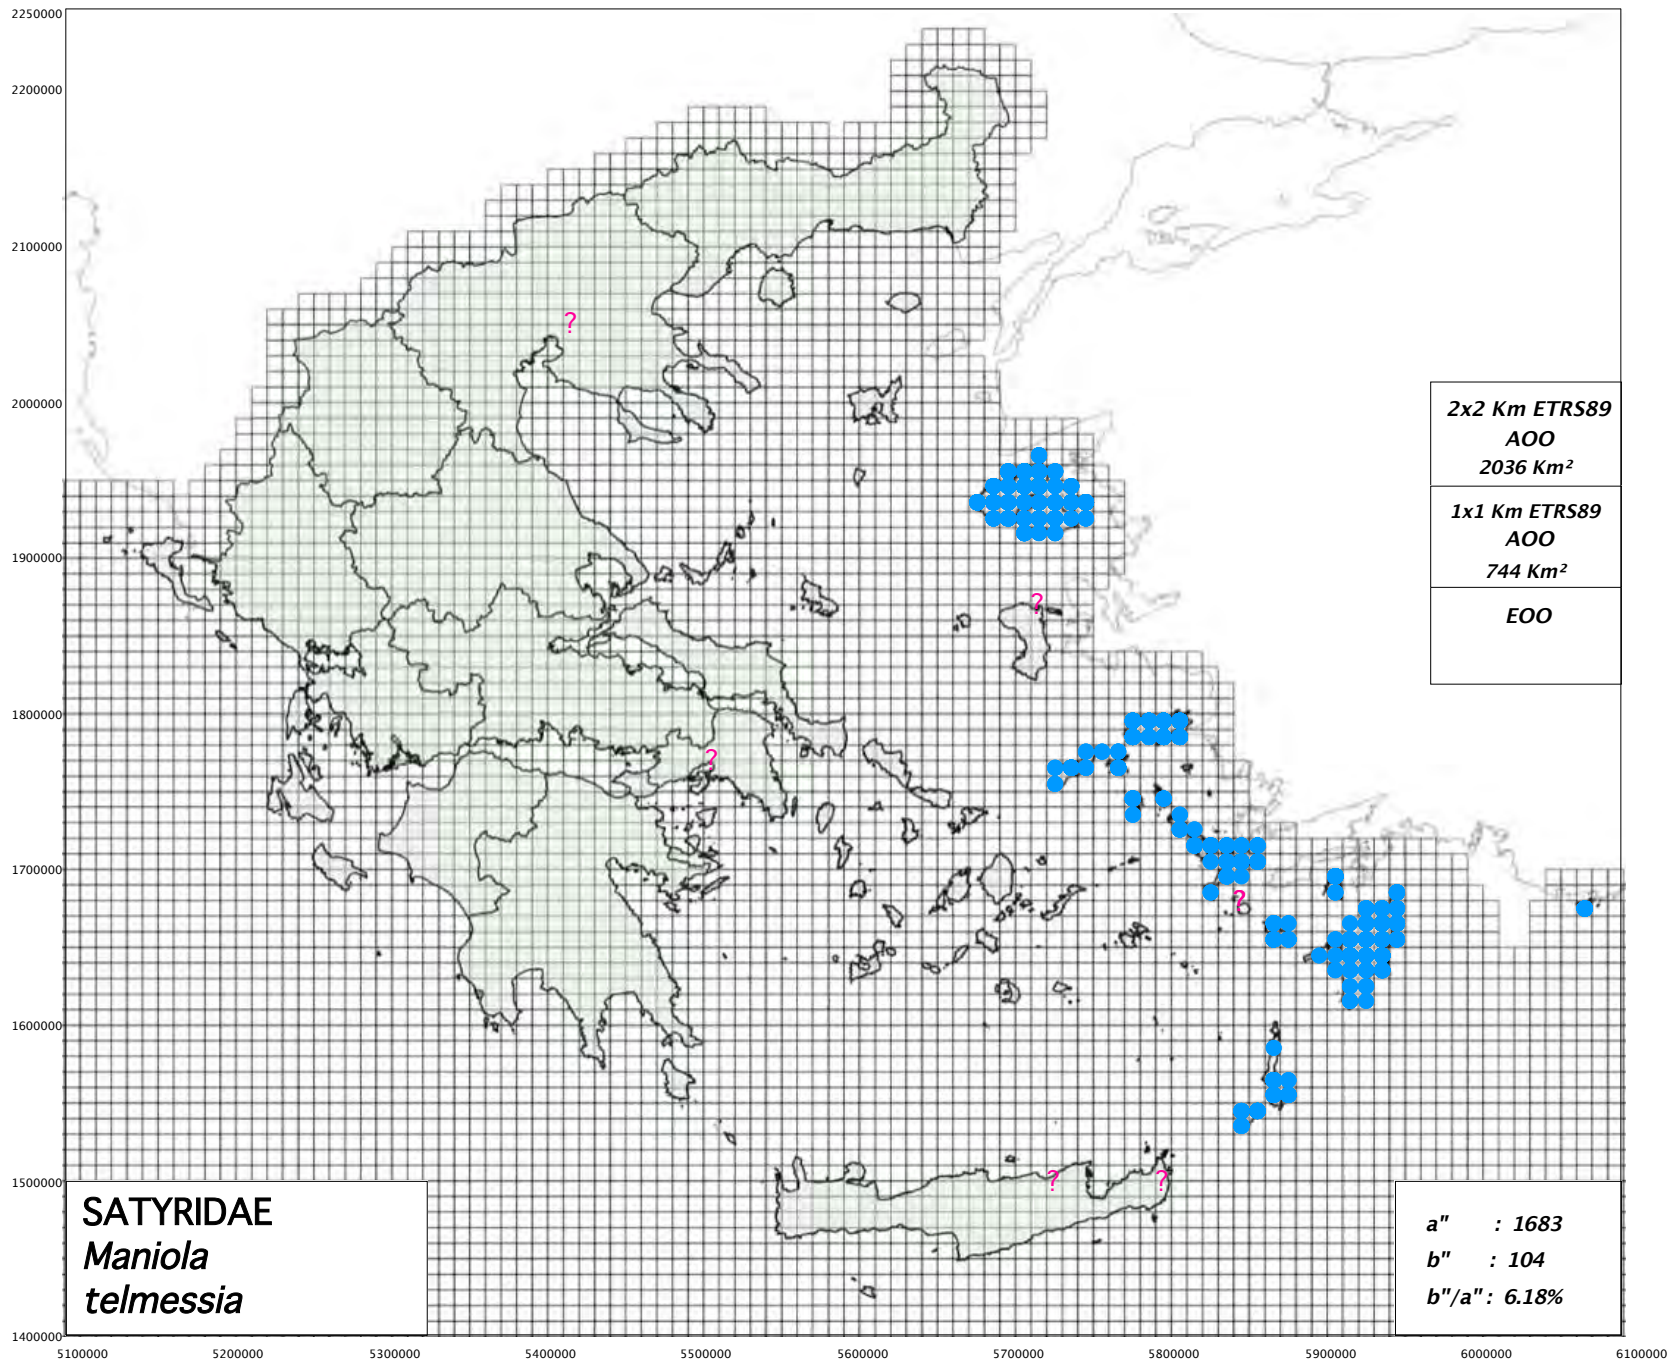 2250000
2200000
2100000
2000000
1900000
1800000
1700000
1600000
1500000
1400000
?
?
?
?
?
?
2x2 Km ETRS89
AOO
2036 Km²
1x1 Km ETRS89
AOO
744 Km²
EOO
SATYRIDAE
Maniola
telmessia
a" : 1683
b" : 104
b"/a" : 6.18%
5100000 5200000 5300000 5400000 5500000 5600000 5700000 5800000 5900000 6000000 6100000